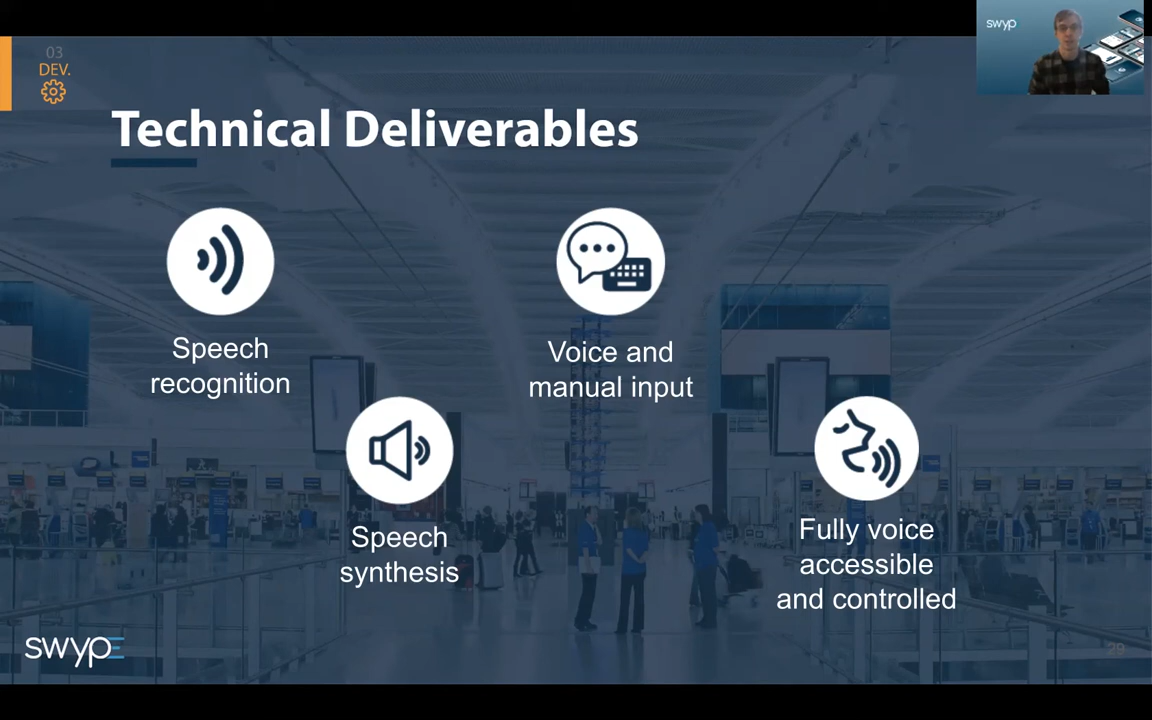 swyp
03
DEV.
Technical Deliverables
Speech
recognition
Voice and
manual input
Speech
synthesis
Fully voice
accessible
and controlled
swype
29